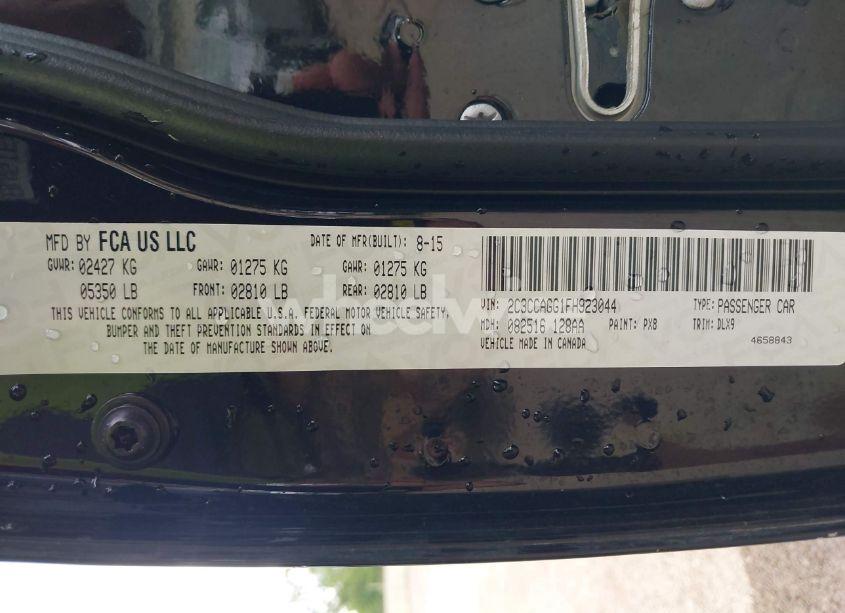 MFD BY FCA US LLC DATE OF MFR(BUILT): 8-15
GVWR: 02427 KG GAWR: 01275 KG GAWR: 01275 KG
05350 LB FRONT: 02810 LB REAR: 02810 LB
THIS VEHICLE CONFORMS TO ALL APPLICABLE U.S.A. FEDERAL MOTOR VEHICLE SAFETY,
BUMPER AND THEFT PREVENTION STANDARDS IN EFFECT ON
THE DATE OF MANUFACTURE SHOWN ABOVE.
VIN: 2C3CCAGG1FH923044 TYPE: PASSENGER CAR
MDH: 082516 128AA PAINT: PX8 TRIM: DLX9
VEHICLE MADE IN CANADA 4658843